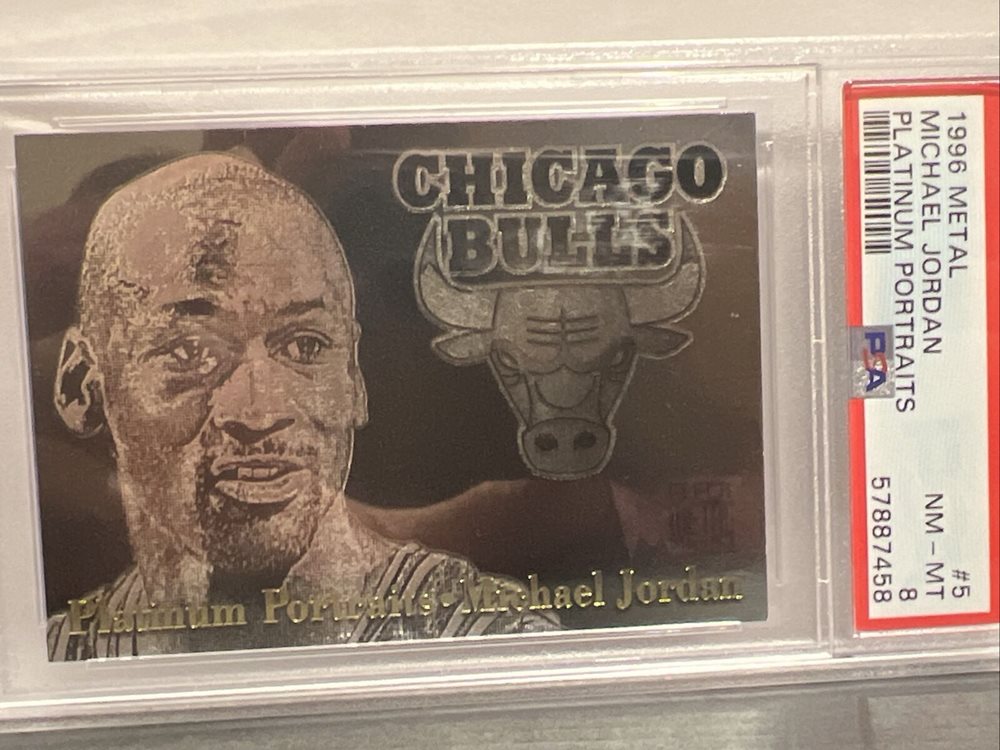 CHICAGO
BULLS
Platinum Portraits • Michael Jordan
1996 METAL #5
MICHAEL JORDAN NM - MT
PLATINUM PORTRAITS 8
57887458
PSA